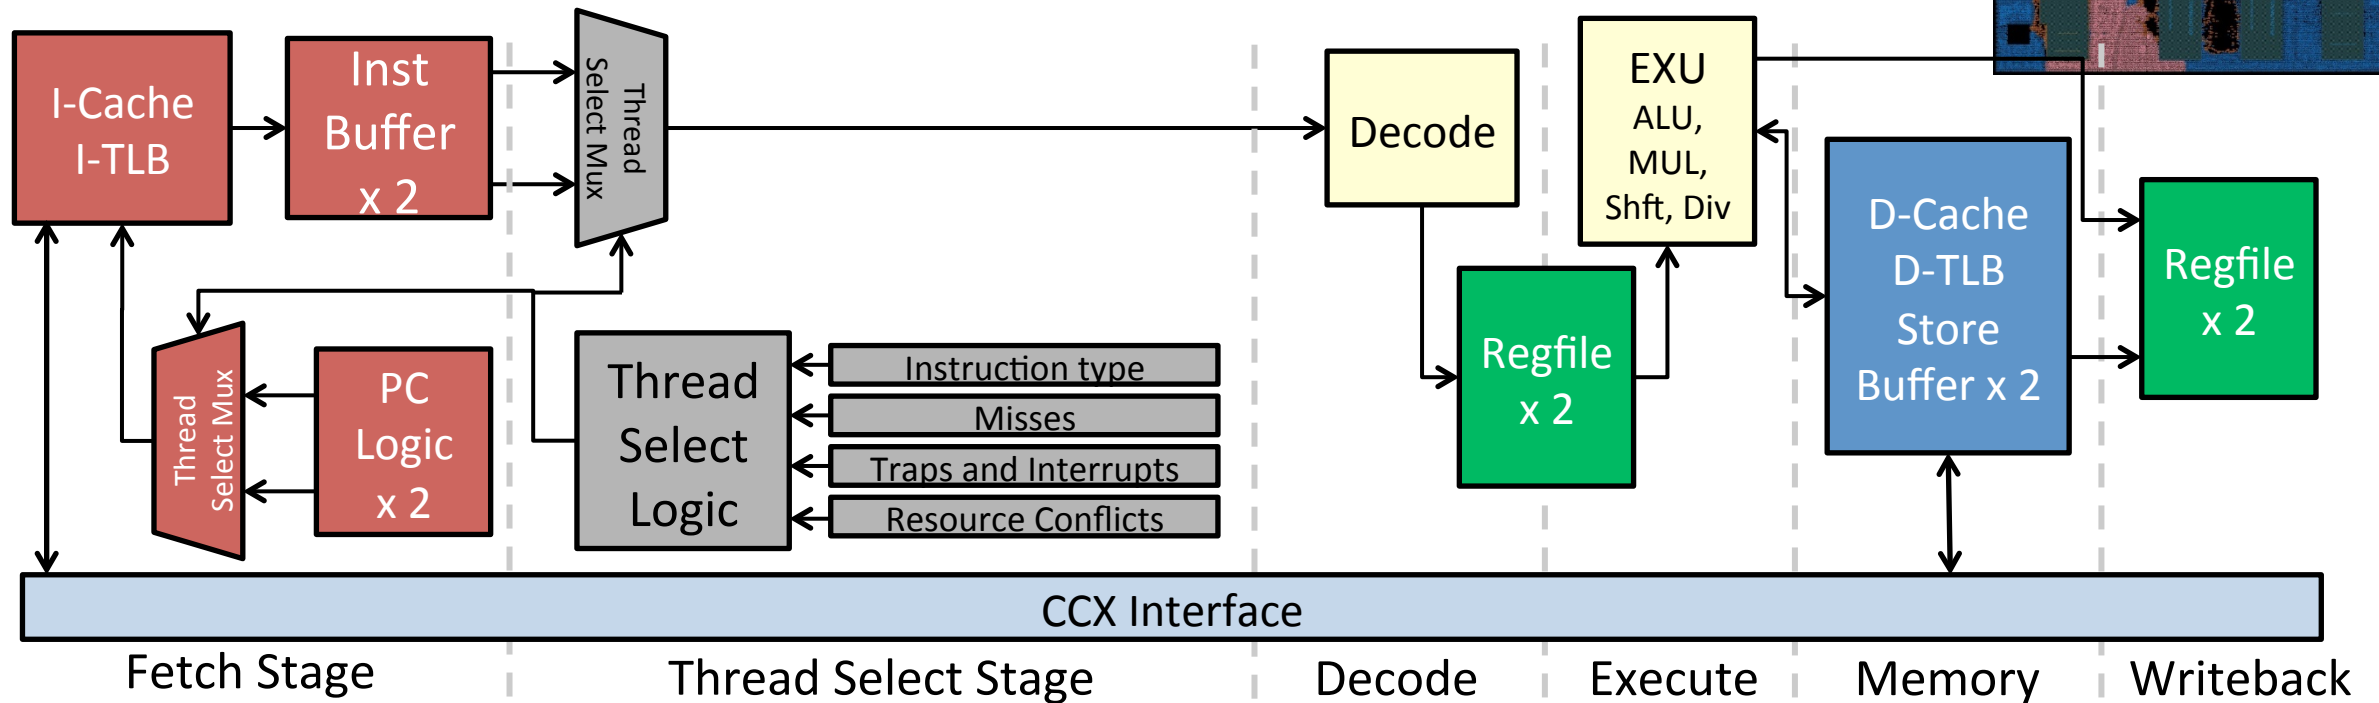 I-Cache
I-TLB
Inst
Buffer
x 2
Thread
Select Mux
Decode
EXU
ALU,
MUL,
Shft, Div
D-Cache
D-TLB
Store
Buffer x 2
Regfile
x 2
Thread
Select Mux
PC
Logic
x 2
Thread
Select
Logic
Instruction type
Misses
Traps and Interrupts
Resource Conflicts
Regfile
x 2
CCX Interface
Fetch Stage
Thread Select Stage
Decode
Execute
Memory
Writeback